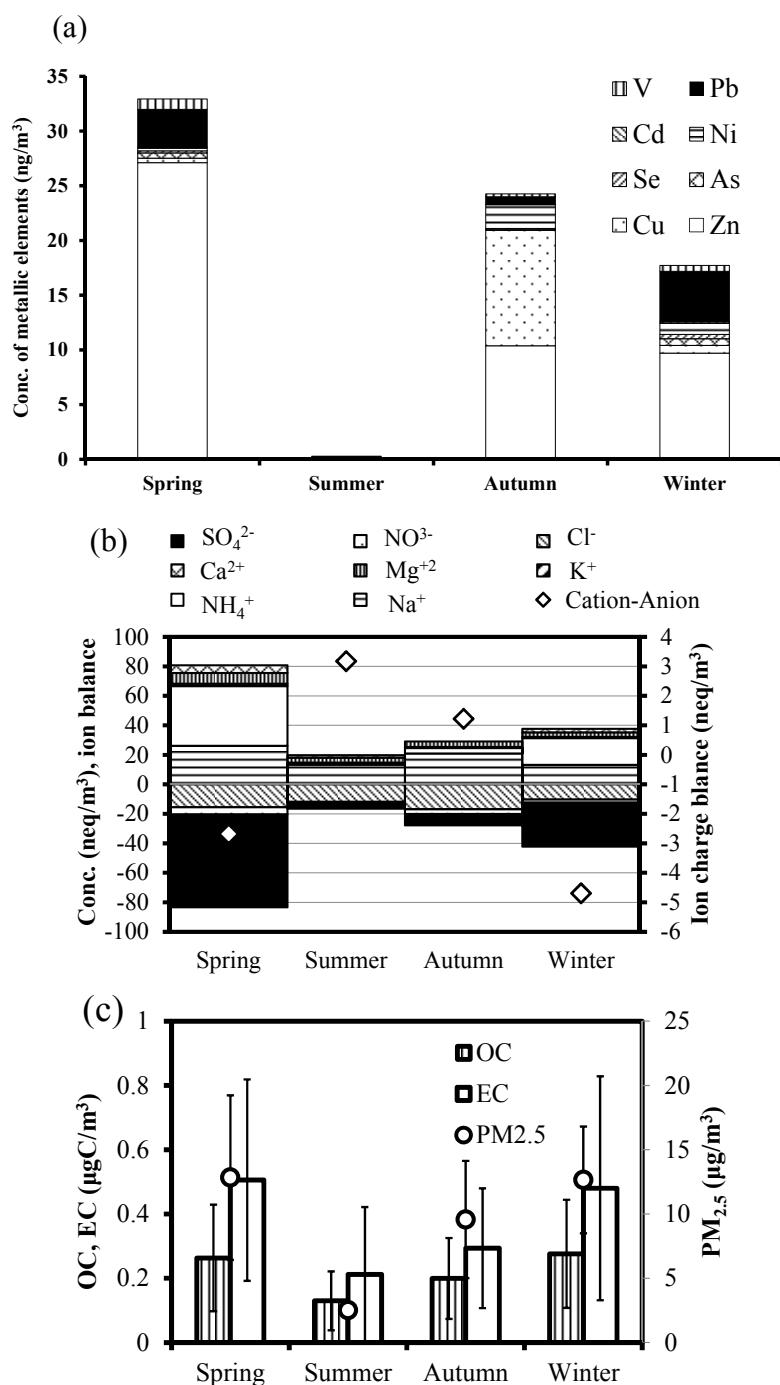 (a)
Conc. of metallic elements (ng/m³)
35
30
25
20
15
10
5
0
V Pb
Cd Ni
Se As
Cu Zn
Spring Summer Autumn Winter
(b)
SO₄²⁻ NO³⁻ Cl⁻
Ca²⁺ Mg⁺² K⁺
NH₄⁺ Na⁺ Cation-Anion
Conc. (neq/m³), ion balance
100
80
60
40
20
0
-20
-40
-60
-80
-100
4
3
2
1
0
-1
-2
-3
-4
-5
-6
Ion charge blance (neq/m³)
Spring Summer Autumn Winter
(c)
OC, EC (µgC/m³)
1
0.8
0.6
0.4
0.2
0
OC
EC
PM2.5
25
20
15
10
5
0
PM₂.₅ (µg/m³)
Spring Summer Autumn Winter